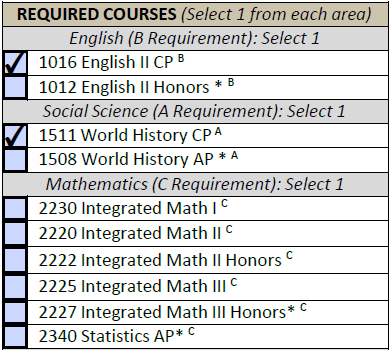 REQUIRED COURSES (Select 1 from each area)
English (B Requirement): Select 1
✓ 1016 English II CP B
1012 English II Honors * B
Social Science (A Requirement): Select 1
✓ 1511 World History CP A
1508 World History AP * A
Mathematics (C Requirement): Select 1
2230 Integrated Math I C
2220 Integrated Math II C
2222 Integrated Math II Honors C
2225 Integrated Math III C
2227 Integrated Math III Honors* C
2340 Statistics AP* C